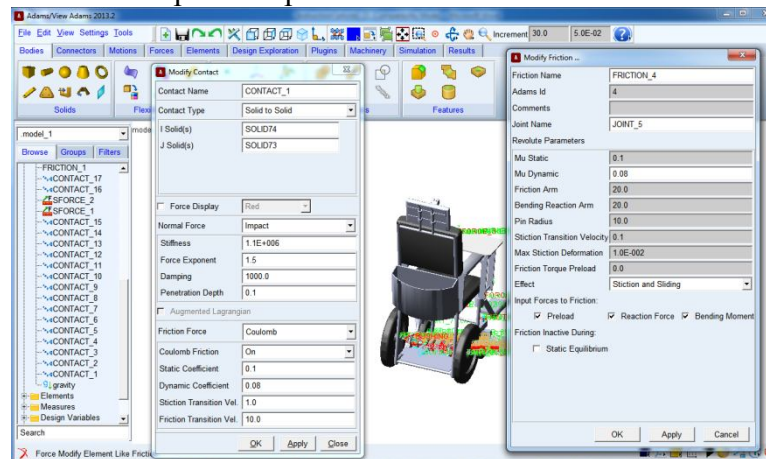 Adams/View Adams 2013.2
File Edit View Settings Tools
Increment 30.0 5.0E-02
Bodies Connectors Motions Forces Elements Design Exploration Plugins Machinery Simulation Results
Solids
Features
.model_1
Browse Groups Filters
FRICTION_1
CONTACT_17
CONTACT_16
SFORCE_2
SFORCE_1
CONTACT_15
CONTACT_14
CONTACT_13
CONTACT_12
CONTACT_11
CONTACT_10
CONTACT_9
CONTACT_8
CONTACT_7
CONTACT_6
CONTACT_5
CONTACT_4
CONTACT_3
CONTACT_2
CONTACT_1
gravity
Elements
Measures
Design Variables
Search
Force Modify Element Like Frictio
Modify Contact
Contact Name CONTACT_1
Contact Type Solid to Solid
I Solid(s) SOLID74
J Solid(s) SOLID73
Force Display Red
Normal Force Impact
Stiffness 1.1E+006
Force Exponent 1.5
Damping 1000.0
Penetration Depth 0.1
Augmented Lagrangian
Friction Force Coulomb
Coulomb Friction On
Static Coefficient 0.1
Dynamic Coefficient 0.08
Stiction Transition Vel. 1.0
Friction Transition Vel. 10.0
OK Apply Close
Modify Friction ...
Friction Name FRICTION_4
Adams Id 4
Comments
Joint Name JOINT_5
Revolute Parameters
Mu Static 0.1
Mu Dynamic 0.08
Friction Arm 20.0
Bending Reaction Arm 20.0
Pin Radius 10.0
Stiction Transition Velocity 0.1
Max Stiction Deformation 1.0E-002
Friction Torque Preload 0.0
Effect Stiction and Sliding
Input Forces to Friction:
Preload Reaction Force Bending Moment
Friction Inactive During:
Static Equilibrium
OK Apply Cancel